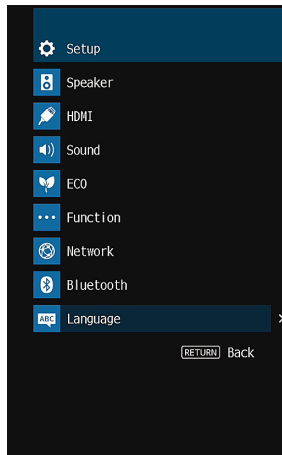 Setup
Speaker
HDMI
Sound
ECO
Function
Network
Bluetooth
ABC Language
RETURN Back